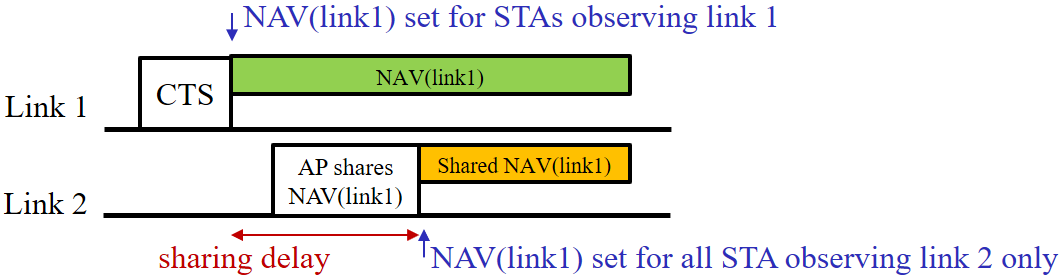 NAV(link1) set for STAs observing link 1
NAV(link1)
CTS
Link 1
AP shares
NAV(link1)
Shared NAV(link1)
Link 2
sharing delay
NAV(link1) set for all STA observing link 2 only